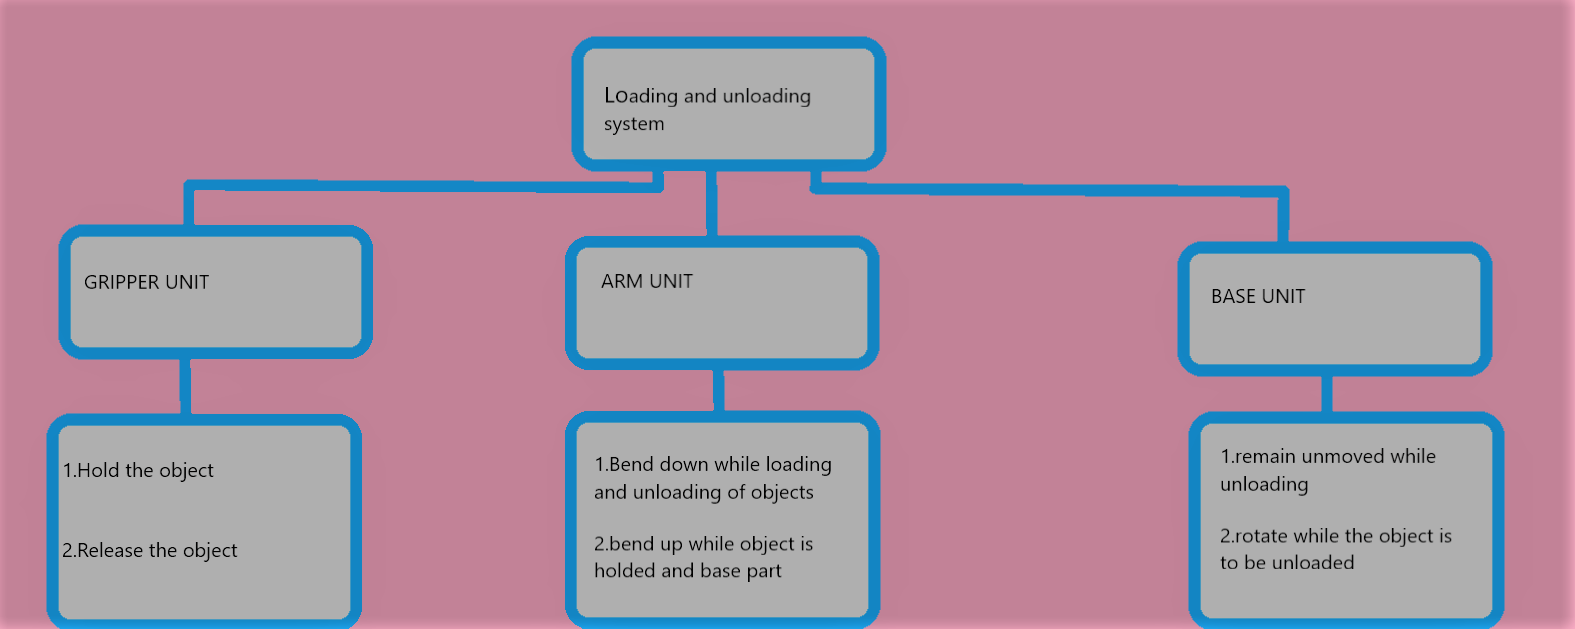 Loading and unloading
system
GRIPPER UNIT
ARM UNIT
BASE UNIT
1.Hold the object
2.Release the object
1.Bend down while loading
and unloading of objects
2.bend up while object is
holded and base part
1.remain unmoved while
unloading
2.rotate while the object is
to be unloaded